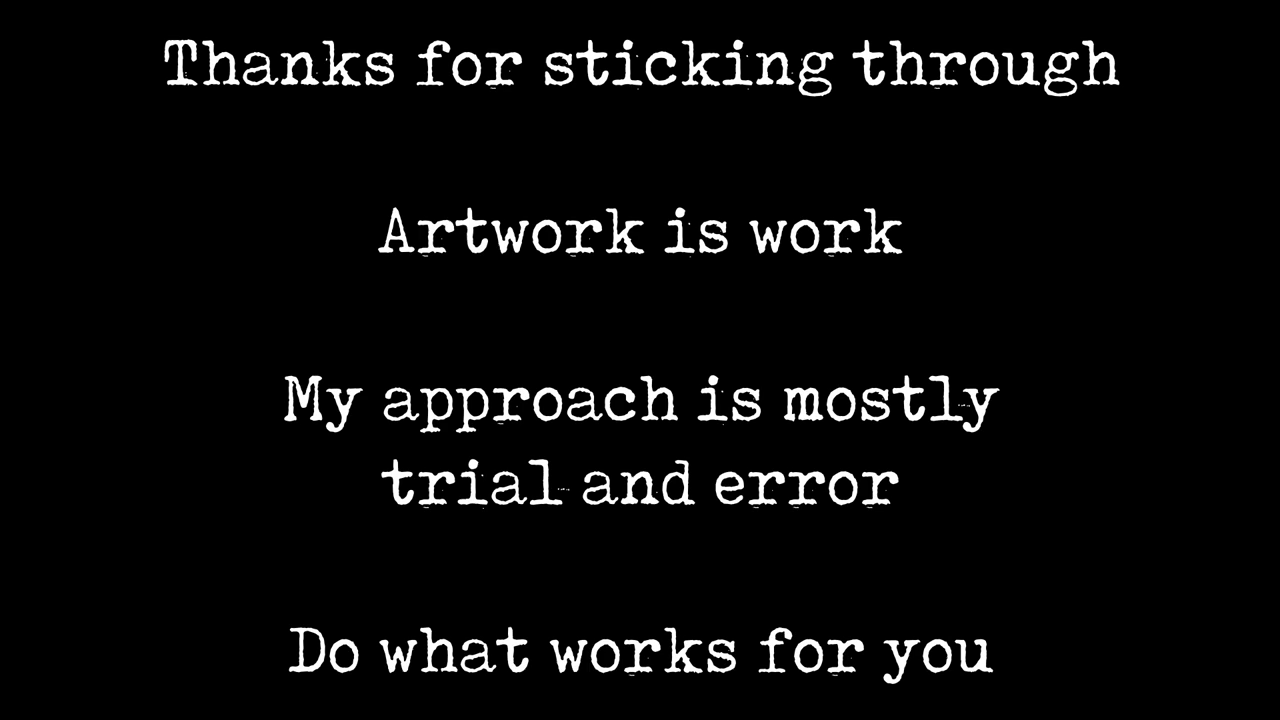 Thanks for sticking through
Artwork is work
My approach is mostly
trial and error
Do what works for you